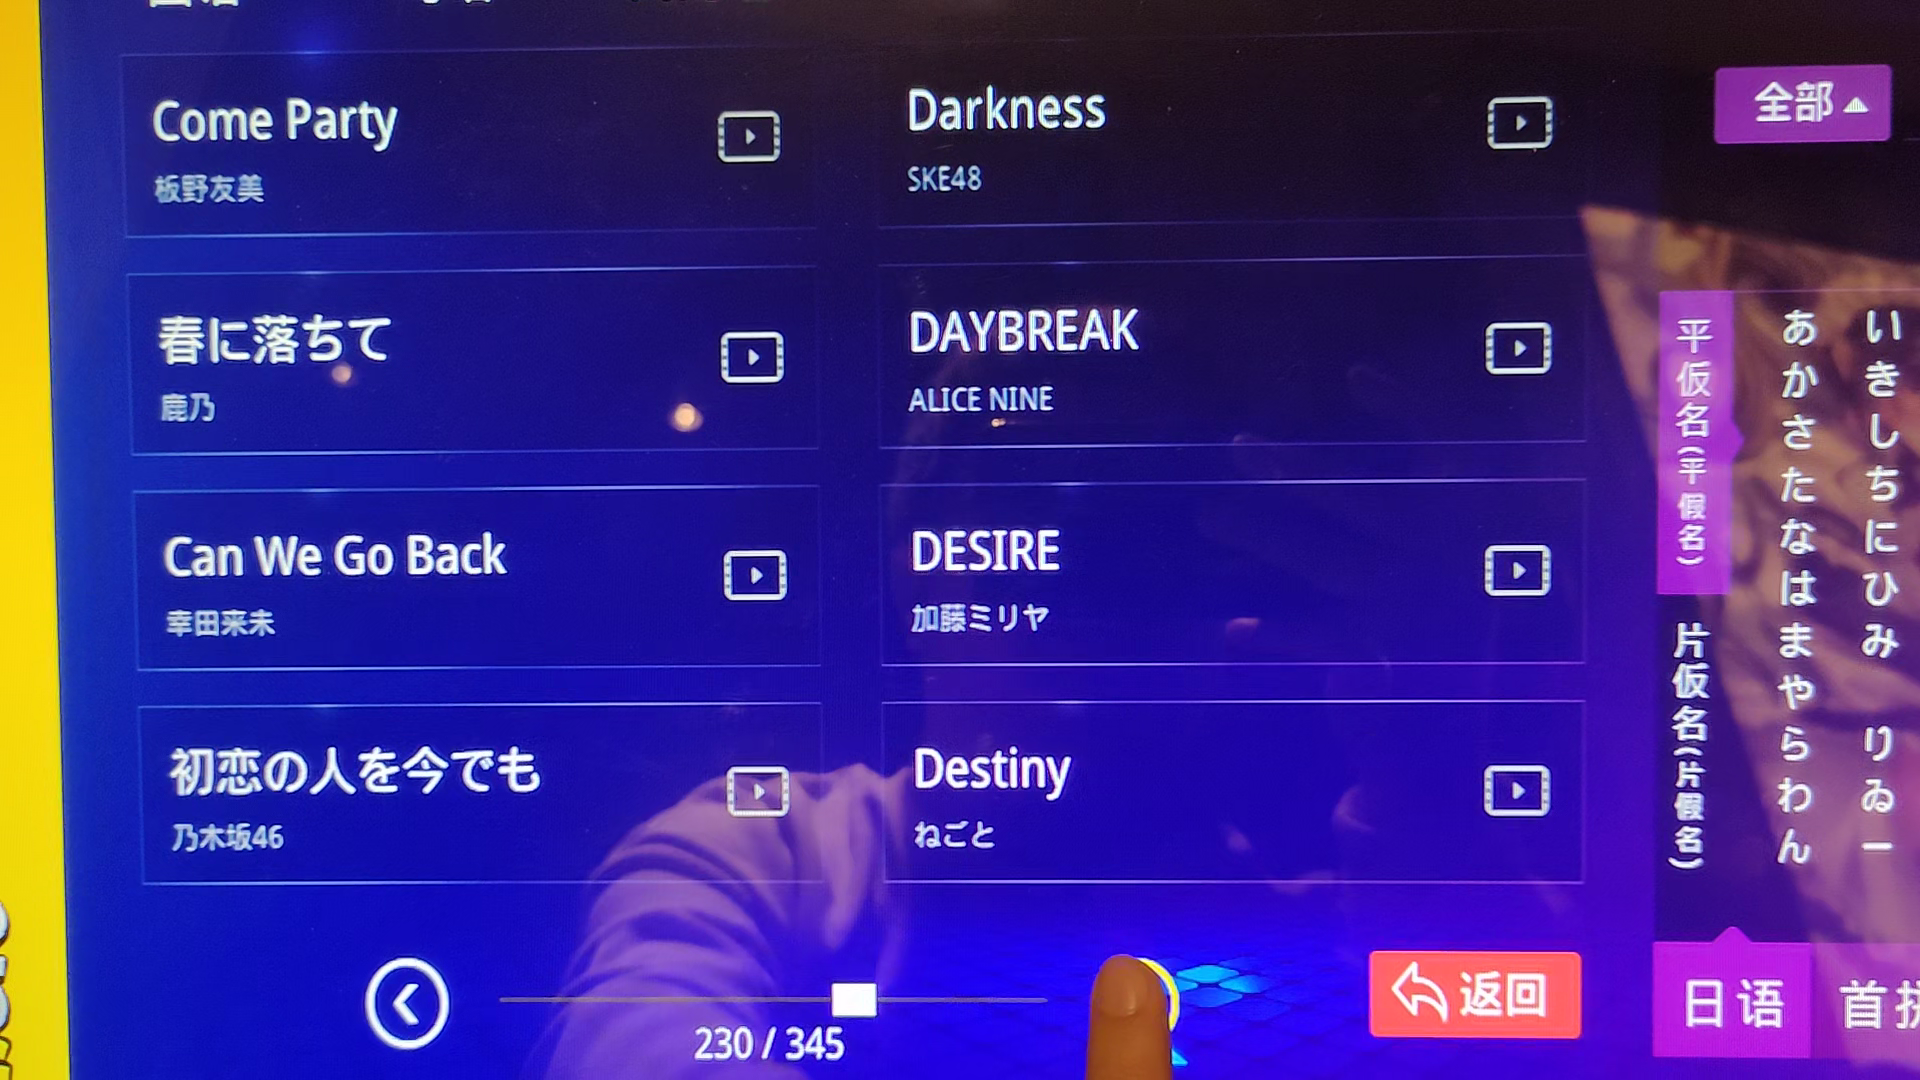 Come Party
板野友美
Darkness
SKE48
春に落ちて
鹿乃
DAYBREAK
ALICE NINE
Can We Go Back
幸田来未
DESIRE
加藤ミリヤ
初恋の人を今でも
乃木坂46
Destiny
ねごと
230 / 345
返回
全部
平仮名(平假名)
片仮名(片假名)
あかさたなはまやらわん
いきしちにひみ りゐー
日语
首